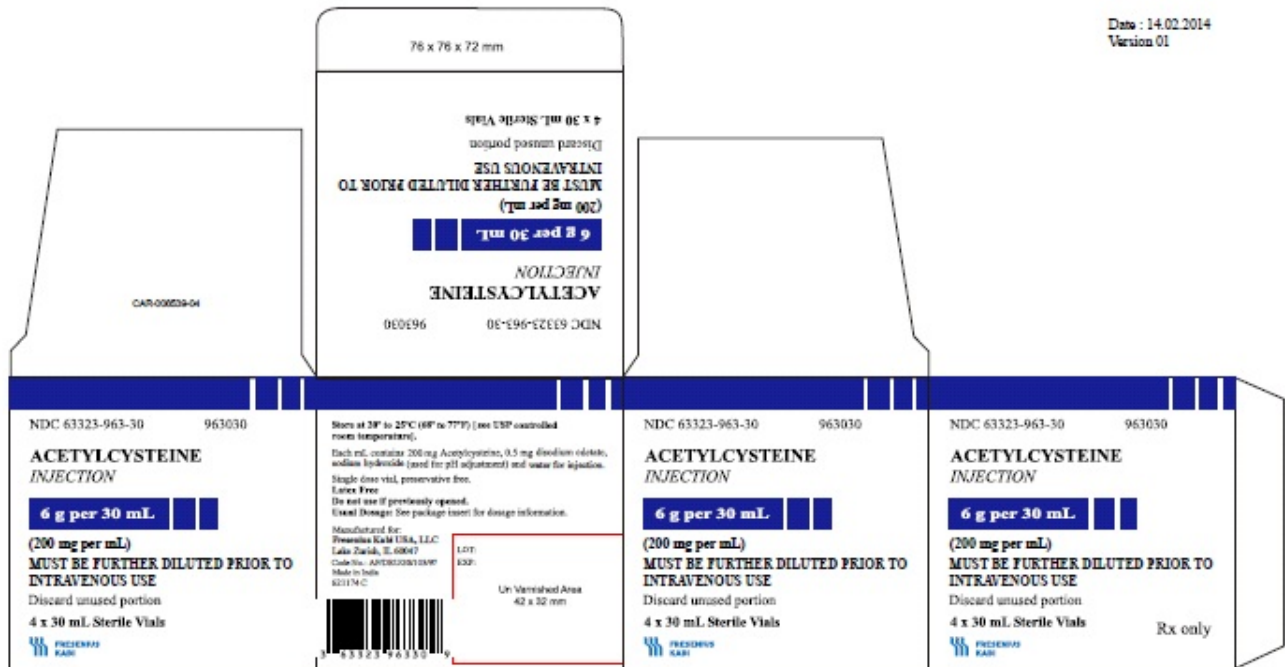 Date : 14.02.2014
Version 01
76 x 76 x 72 mm
4 x 30 mL Sterile Vials
Discard unused portion
INTRAVENOUS USE
MUST BE FURTHER DILUTED PRIOR TO
(200 mg per mL)
6 g per 30 mL
INJECTION
ACETYLCYSTEINE
NDC 63323-963-30 963030
NDC 63323-963-30 963030
ACETYLCYSTEINE
INJECTION
6 g per 30 mL
(200 mg per mL)
MUST BE FURTHER DILUTED PRIOR TO
INTRAVENOUS USE
Discard unused portion
4 x 30 mL Sterile Vials
FRESENIUS
KABI
Store at to 25°C (68° to 77°F) [see USP controlled
room temperature].
Each mL contains 200 mg Acetylcysteine, 0.5 mg disodium edetate,
sodium hydroxide (used for pH adjustment) and water for injection.
Single dose vial, preservative free.
Latex Free
Do not use if previously opened.
Usual Dosage: See package insert for dosage information.
Manufactured for:
Fresenius Kabi USA, LLC
Lake Zurich, IL 60047
Code No.:
Made in India
LOT:
EXP:
Un Varnished Area
42 x 32 mm
3 63323 96330 9
NDC 63323-963-30 963030
ACETYLCYSTEINE
INJECTION
6 g per 30 mL
(200 mg per mL)
MUST BE FURTHER DILUTED PRIOR TO
INTRAVENOUS USE
Discard unused portion
4 x 30 mL Sterile Vials
FRESENIUS
KABI
NDC 63323-963-30 963030
ACETYLCYSTEINE
INJECTION
6 g per 30 mL
(200 mg per mL)
MUST BE FURTHER DILUTED PRIOR TO
INTRAVENOUS USE
Discard unused portion
4 x 30 mL Sterile Vials
Rx only
FRESENIUS
KABI